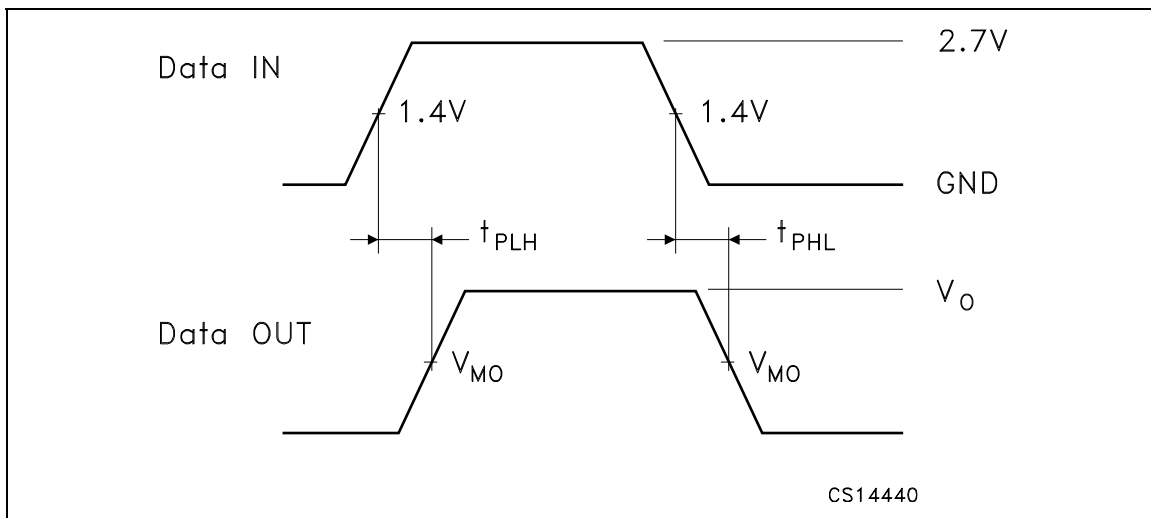 2.7V
Data IN
1.4V 1.4V
GND
tPLH tPHL
VO
Data OUT
VMO VMO
CS14440